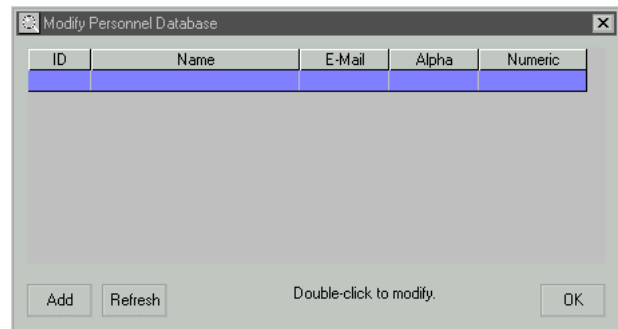 Modify Personnel Database
ID Name E-Mail Alpha Numeric
Add Refresh Double-click to modify. OK